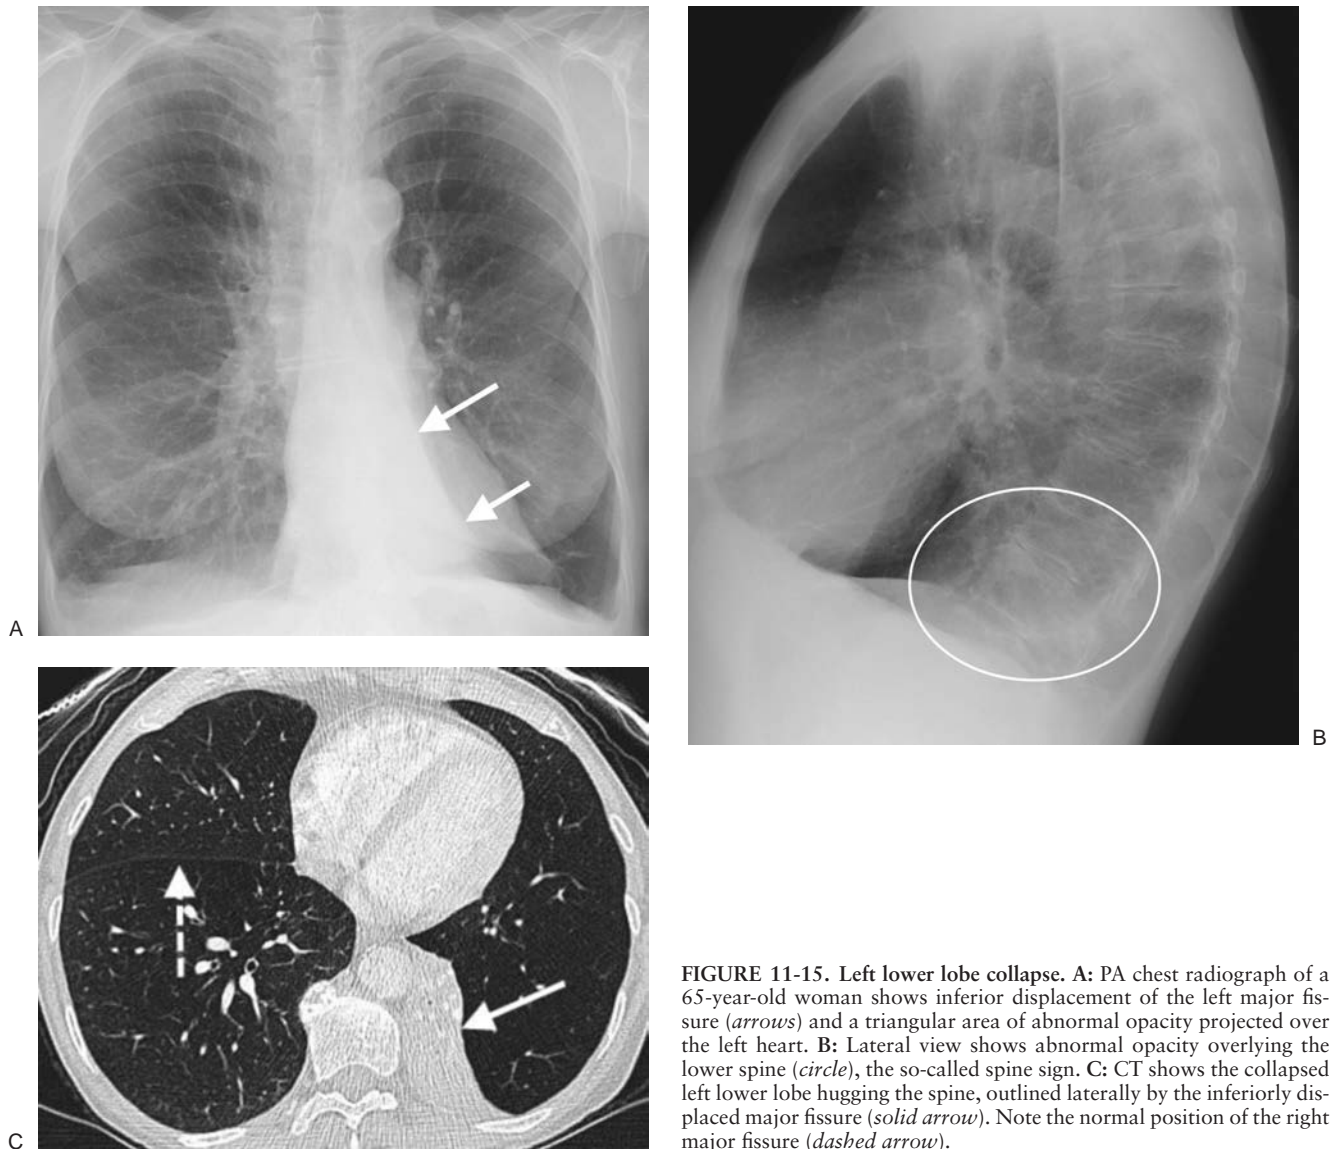 A
B
C
FIGURE 11-15. Left lower lobe collapse. A: PA chest radiograph of a
65-year-old woman shows inferior displacement of the left major fis-
sure (arrows) and a triangular area of abnormal opacity projected over
the left heart. B: Lateral view shows abnormal opacity overlying the
lower spine (circle), the so-called spine sign. C: CT shows the collapsed
left lower lobe hugging the spine, outlined laterally by the inferiorly dis-
placed major fissure (solid arrow). Note the normal position of the right
major fissure (dashed arrow).